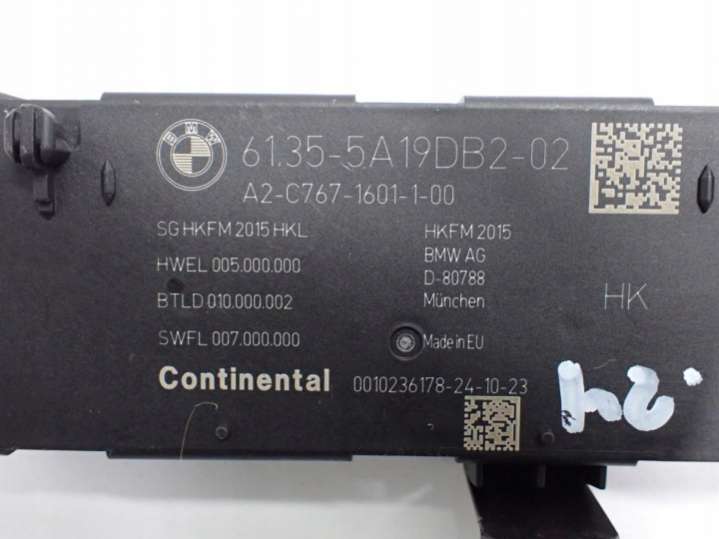 BMW
61.35-5A19DB2-02
A2-C767-1601-1-00
SG HKFM 2015 HKL
HWEL 005.000.000
BTLD 010.000.002
SWFL 007.000.000
HKFM 2015
BMW AG
D-80788
München
Made in EU
HK
Continental
0010236178-24-10-23
24